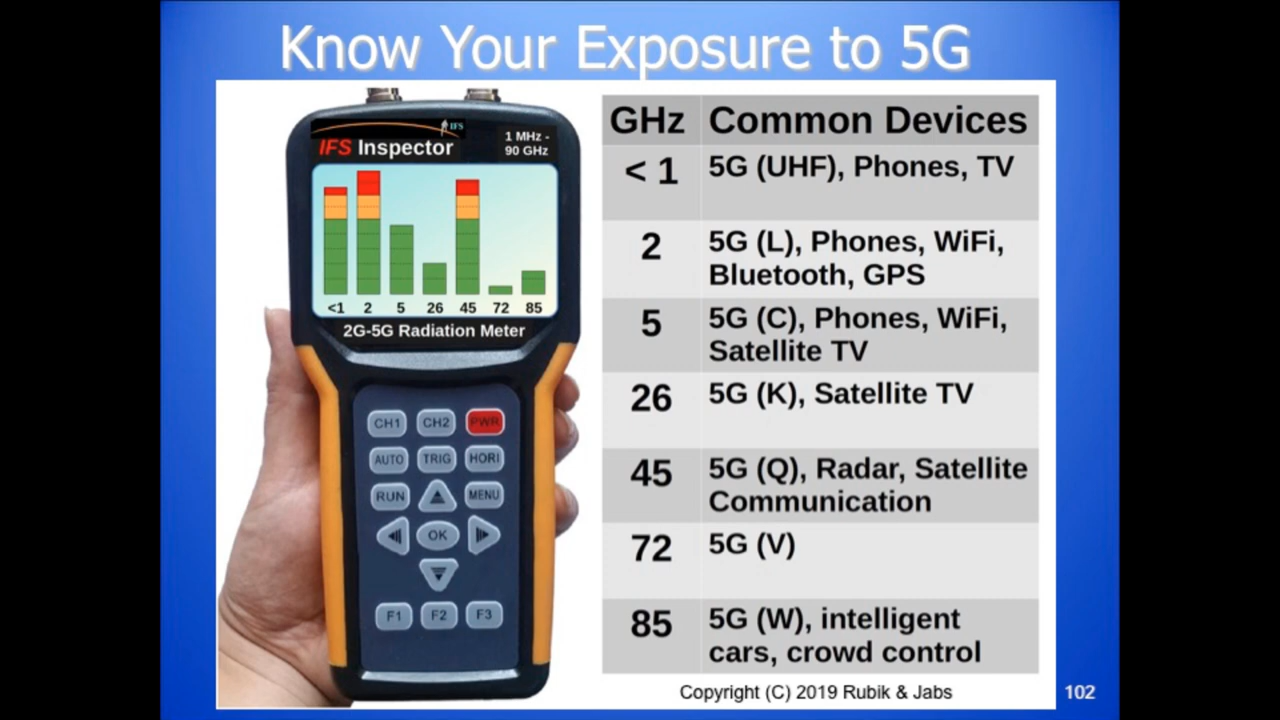 Know Your Exposure to 5G
IFS
IFS Inspector
1 MHz -
90 GHz
<1 2 5 26 45 72 85
2G-5G Radiation Meter
CH1 CH2 PWR
AUTO TRIG HORI
RUN MENU
OK
F1 F2 F3
GHz Common Devices
< 1 5G (UHF), Phones, TV
2 5G (L), Phones, WiFi,
Bluetooth, GPS
5 5G (C), Phones, WiFi,
Satellite TV
26 5G (K), Satellite TV
45 5G (Q), Radar, Satellite
Communication
72 5G (V)
85 5G (W), intelligent
cars, crowd control
Copyright (C) 2019 Rubik & Jabs
102